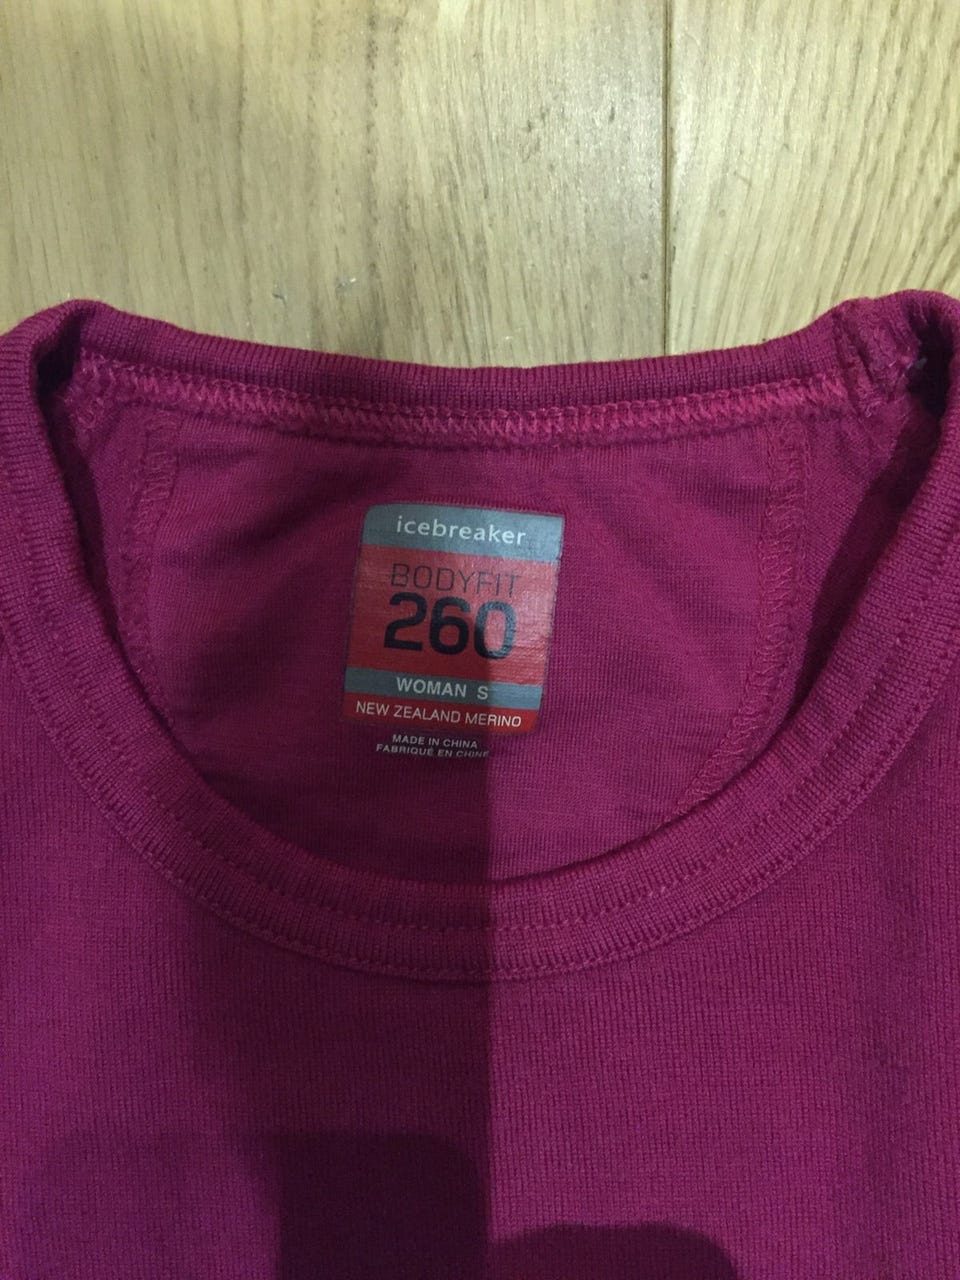 icebreaker
BODYFIT
260
WOMAN S
NEW ZEALAND MERINO
MADE IN CHINA
FABRIQUÉ EN CHINE